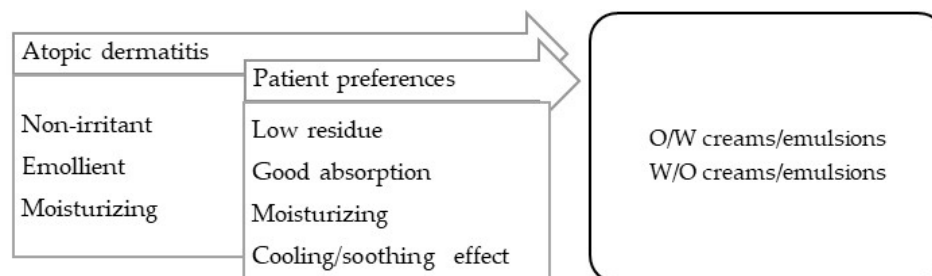 Atopic dermatitis
Non-irritant
Emollient
Moisturizing
Patient preferences
Low residue
Good absorption
Moisturizing
Cooling/soothing effect
O/W creams/emulsions
W/O creams/emulsions